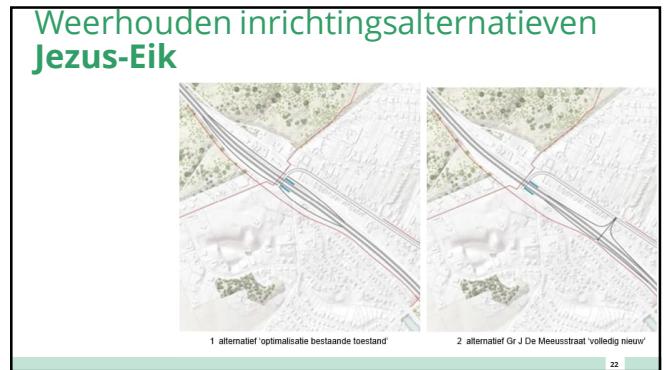 Weerhouden inrichtingsalternatieven
Jezus-Eik
1 alternatief 'optimalisatie bestaande toestand'
2 alternatief Gr J De Meeusstraat 'volledig nieuw'
22